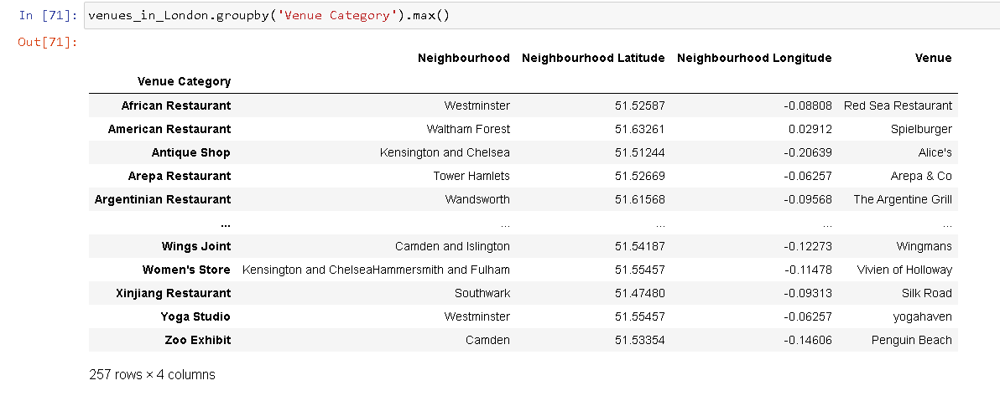 In [71]: venues_in_London.groupby('Venue Category').max()
Out[71]:
Neighbourhood Neighbourhood Latitude Neighbourhood Longitude Venue
Venue Category
African Restaurant Westminster 51.52587 -0.08808 Red Sea Restaurant
American Restaurant Waltham Forest 51.63261 0.02912 Spielburger
Antique Shop Kensington and Chelsea 51.51244 -0.20639 Alice's
Arepa Restaurant Tower Hamlets 51.52669 -0.06257 Arepa & Co
Argentinian Restaurant Wandsworth 51.61568 -0.09568 The Argentine Grill
... ... ... ... ...
Wings Joint Camden and Islington 51.54187 -0.12273 Wingmans
Women's Store Kensington and ChelseaHammersmith and Fulham 51.55457 -0.11478 Vivien of Holloway
Xinjiang Restaurant Southwark 51.47480 -0.09313 Silk Road
Yoga Studio Westminster 51.55457 -0.06257 yogahaven
Zoo Exhibit Camden 51.53354 -0.14606 Penguin Beach
257 rows × 4 columns